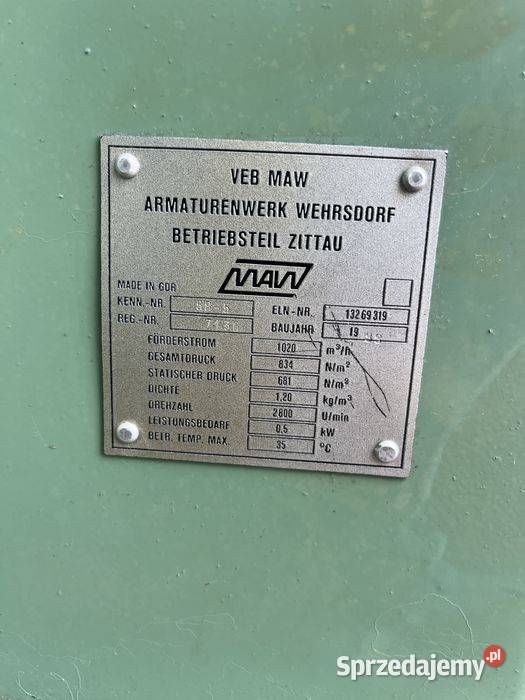 VEB MAW
ARMATURENWERK WEHRSDORF
BETRIEBSTEIL ZITTAU
MAW
MADE IN GDR
KENN.-NR. ELN-NR. 13269319
REG.-NR. BAUJAHR 19
FÖRDERSTROM 1020 m³/h
GESAMTDRUCK 834 N/m²
STATISCHER DRUCK 681 N/m²
DICHTE 1,20 kg/m³
DREHZAHL 2800 U/min
LEISTUNGSBEDARF 0,5 kW
BETR. TEMP. MAX. 35 °C
Sprzedajemy.pl